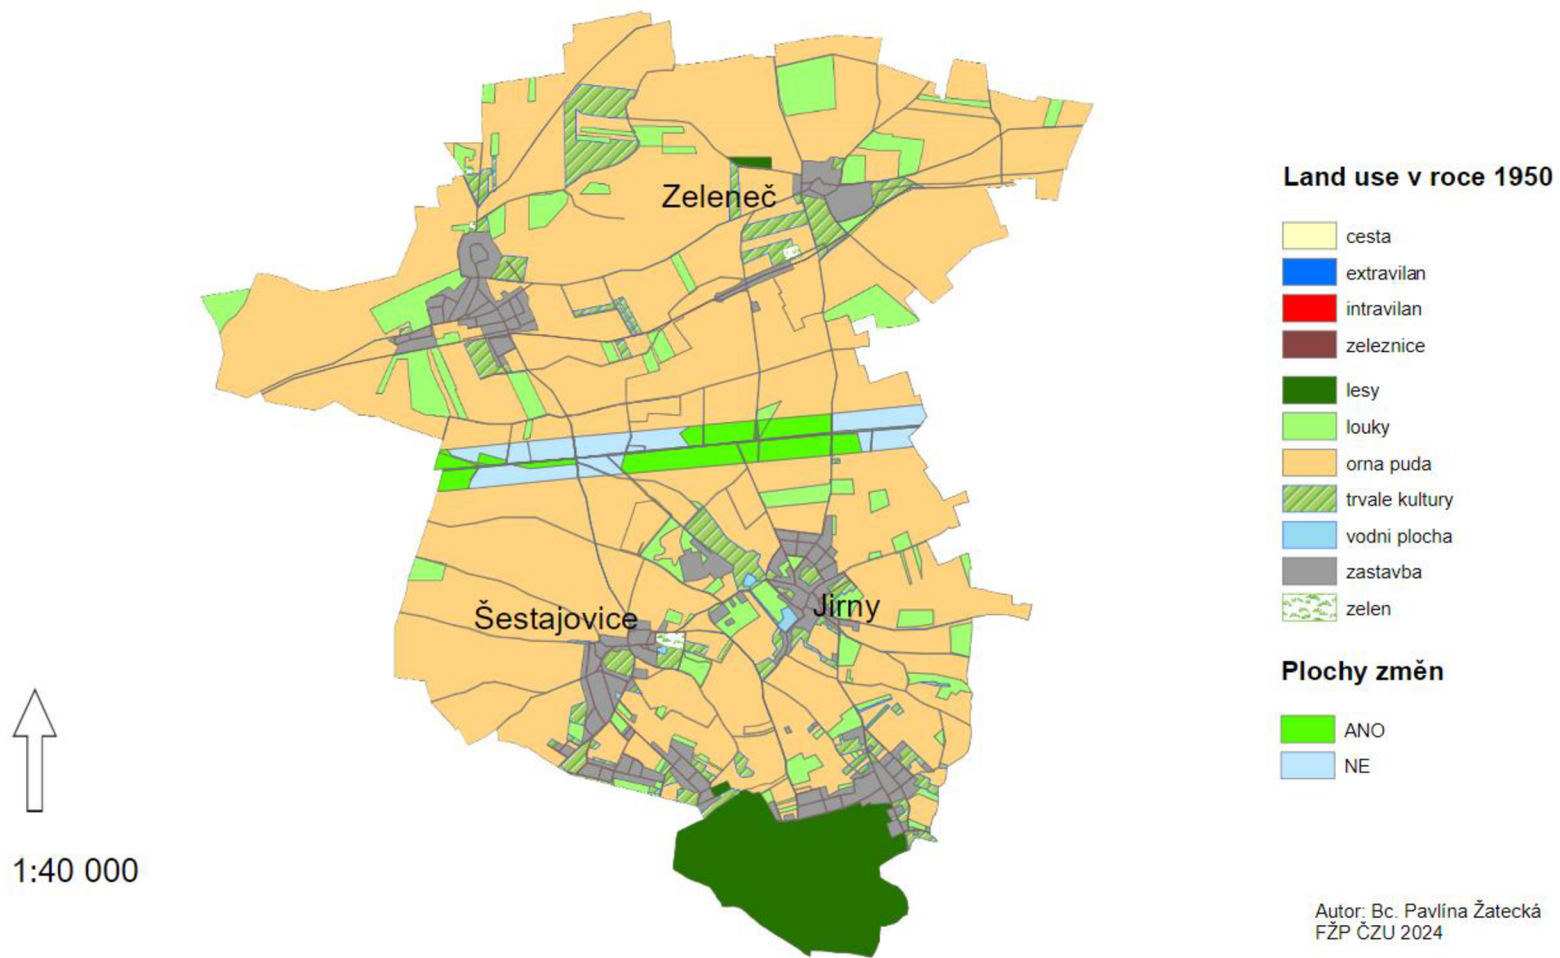 Zeleneč
Šestajovice
Jirny
1:40 000
Land use v roce 1950
cesta
extravilan
intravilan
zeleznice
lesy
louky
orna puda
trvale kultury
vodni plocha
zastavba
zelen
Plochy změn
ANO
NE
Autor: Bc. Pavlína Žatecká
FŽP ČZU 2024